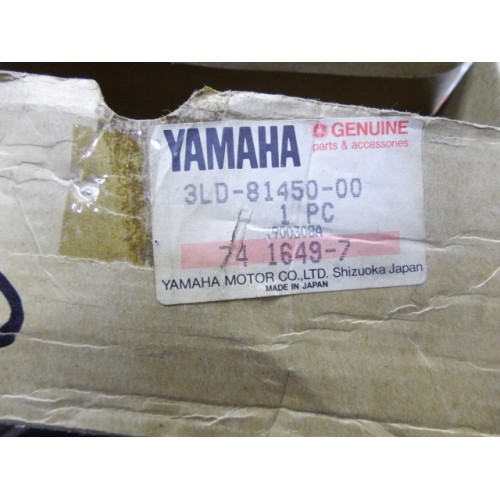 YAMAHA
GENUINE
parts & accessories
3LD-81450-00
1 PC
74 1649-7
YAMAHA MOTOR CO.,LTD. Shizuoka Japan
MADE IN JAPAN